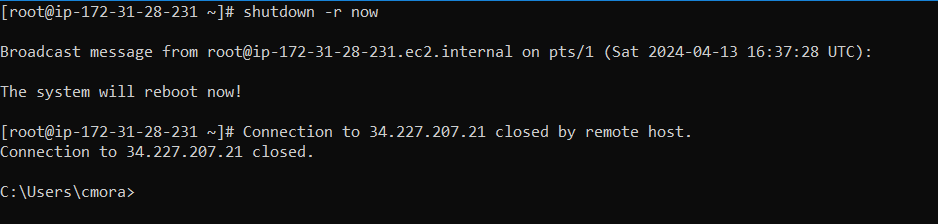 [root@ip-172-31-28-231 ~]# shutdown -r now
Broadcast message from root@ip-172-31-28-231.ec2.internal on pts/1 (Sat 2024-04-13 16:37:28 UTC):
The system will reboot now!
[root@ip-172-31-28-231 ~]# Connection to 34.227.207.21 closed by remote host.
Connection to 34.227.207.21 closed.
C:\Users\cmora>